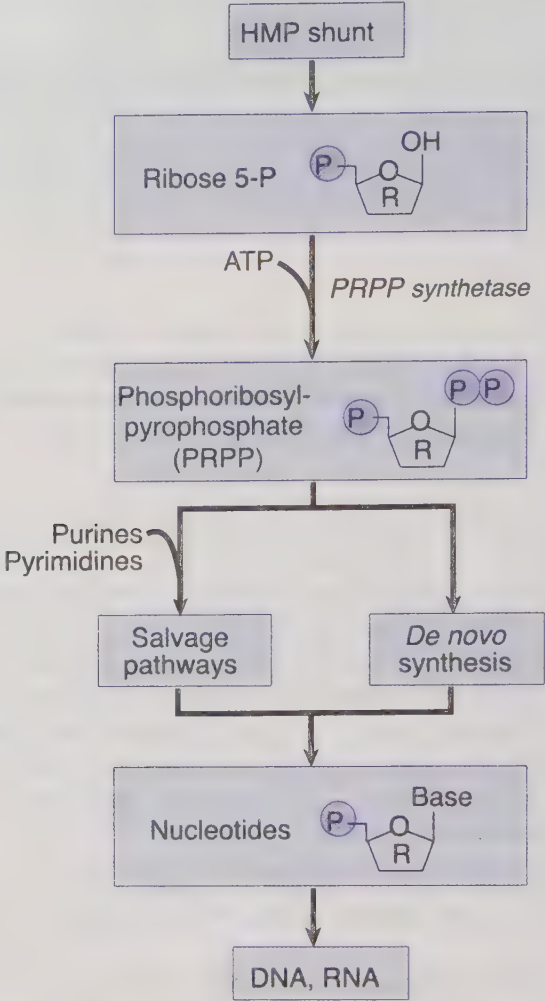 HMP shunt
OH
Ribose 5-P
P
O
R
ATP
PRPP synthetase
Phosphoribosyl-
pyrophosphate
(PRPP)
P
O
R
P P
Purines
Pyrimidines
Salvage
pathways
De novo
synthesis
Nucleotides
P
O
R
Base
DNA, RNA